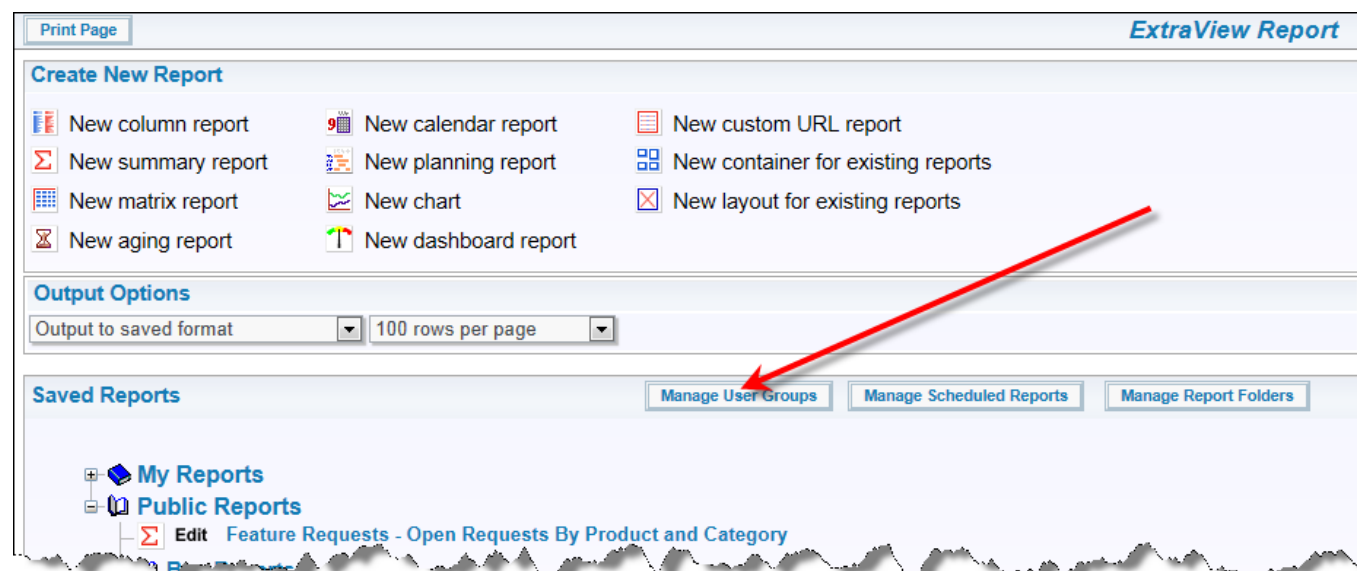 Print Page
ExtraView Report
Create New Report
New column report New calendar report New custom URL report
New summary report New planning report New container for existing reports
New matrix report New chart New layout for existing reports
New aging report New dashboard report
Output Options
Output to saved format 100 rows per page
Saved Reports Manage User Groups Manage Scheduled Reports Manage Report Folders
My Reports
Public Reports
Edit Feature Requests - Open Requests By Product and Category